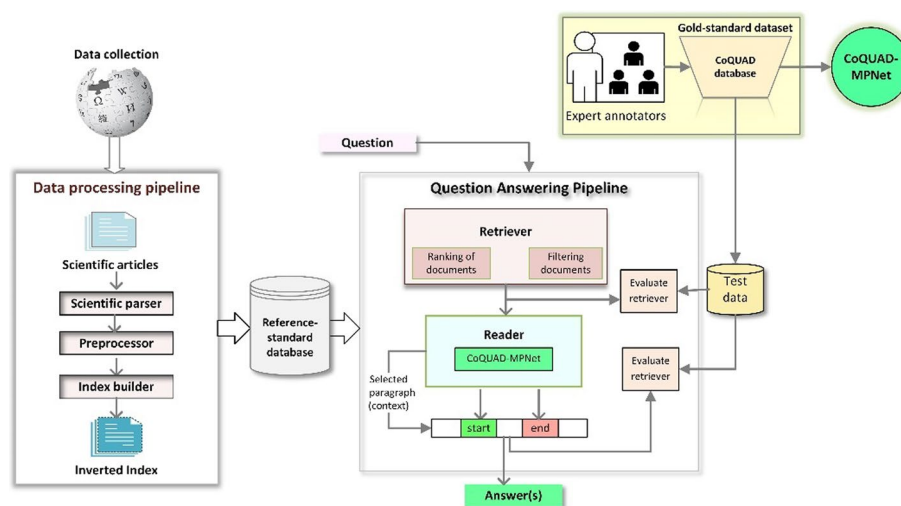 Data collection
Ω
W
И
Data processing pipeline
Scientific articles
Scientific parser
Preprocessor
Index builder
Inverted Index
Reference-
standard
database
Question
Question Answering Pipeline
Retriever
Ranking of
documents
Filtering
documents
Reader
CoQUAD-MPNet
Selected
paragraph
(context)
start
end
Answer(s)
Evaluate
retriever
Evaluate
retriever
Test
data
Gold-standard dataset
CoQUAD
database
Expert annotators
CoQUAD-
MPNet